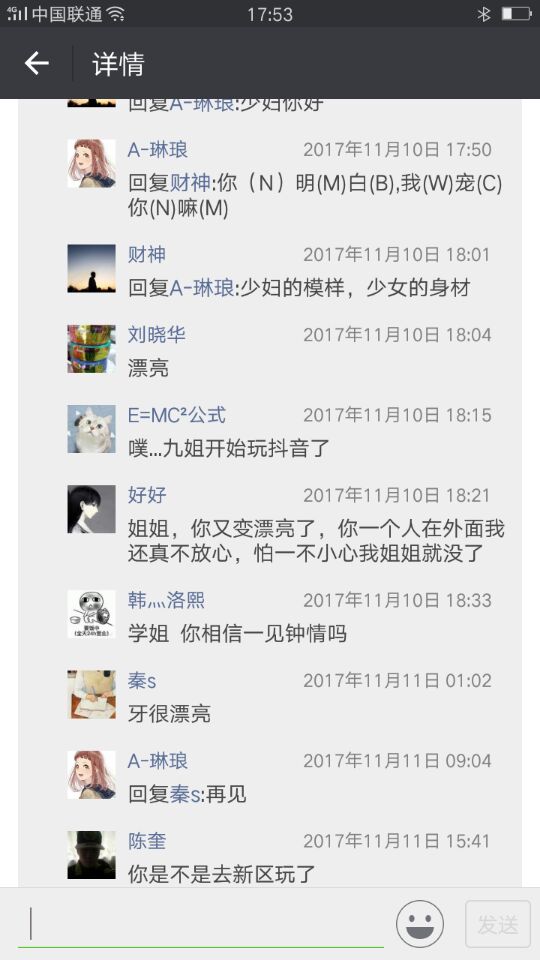 4G 中国联通 17:53
详情
回复A-琳琅:少妇你好
A-琳琅 2017年11月10日 17:50
回复财神:你（N）明(M)白(B),我(W)宠(C)
你(N)嘛(M)
财神 2017年11月10日 18:01
回复A-琳琅:少妇的模样，少女的身材
刘晓华 2017年11月10日 18:04
漂亮
E=MC²公式 2017年11月10日 18:15
噗...九姐开始玩抖音了
好好 2017年11月10日 18:21
姐姐，你又变漂亮了，你一个人在外面我
还真不放心，怕一不小心我姐姐就没了
韩灬洛熙 2017年11月10日 18:33
学姐 你相信一见钟情吗
秦s 2017年11月11日 01:02
牙很漂亮
A-琳琅 2017年11月11日 09:04
回复秦s:再见
陈奎 2017年11月11日 15:41
你是不是去新区玩了
发送